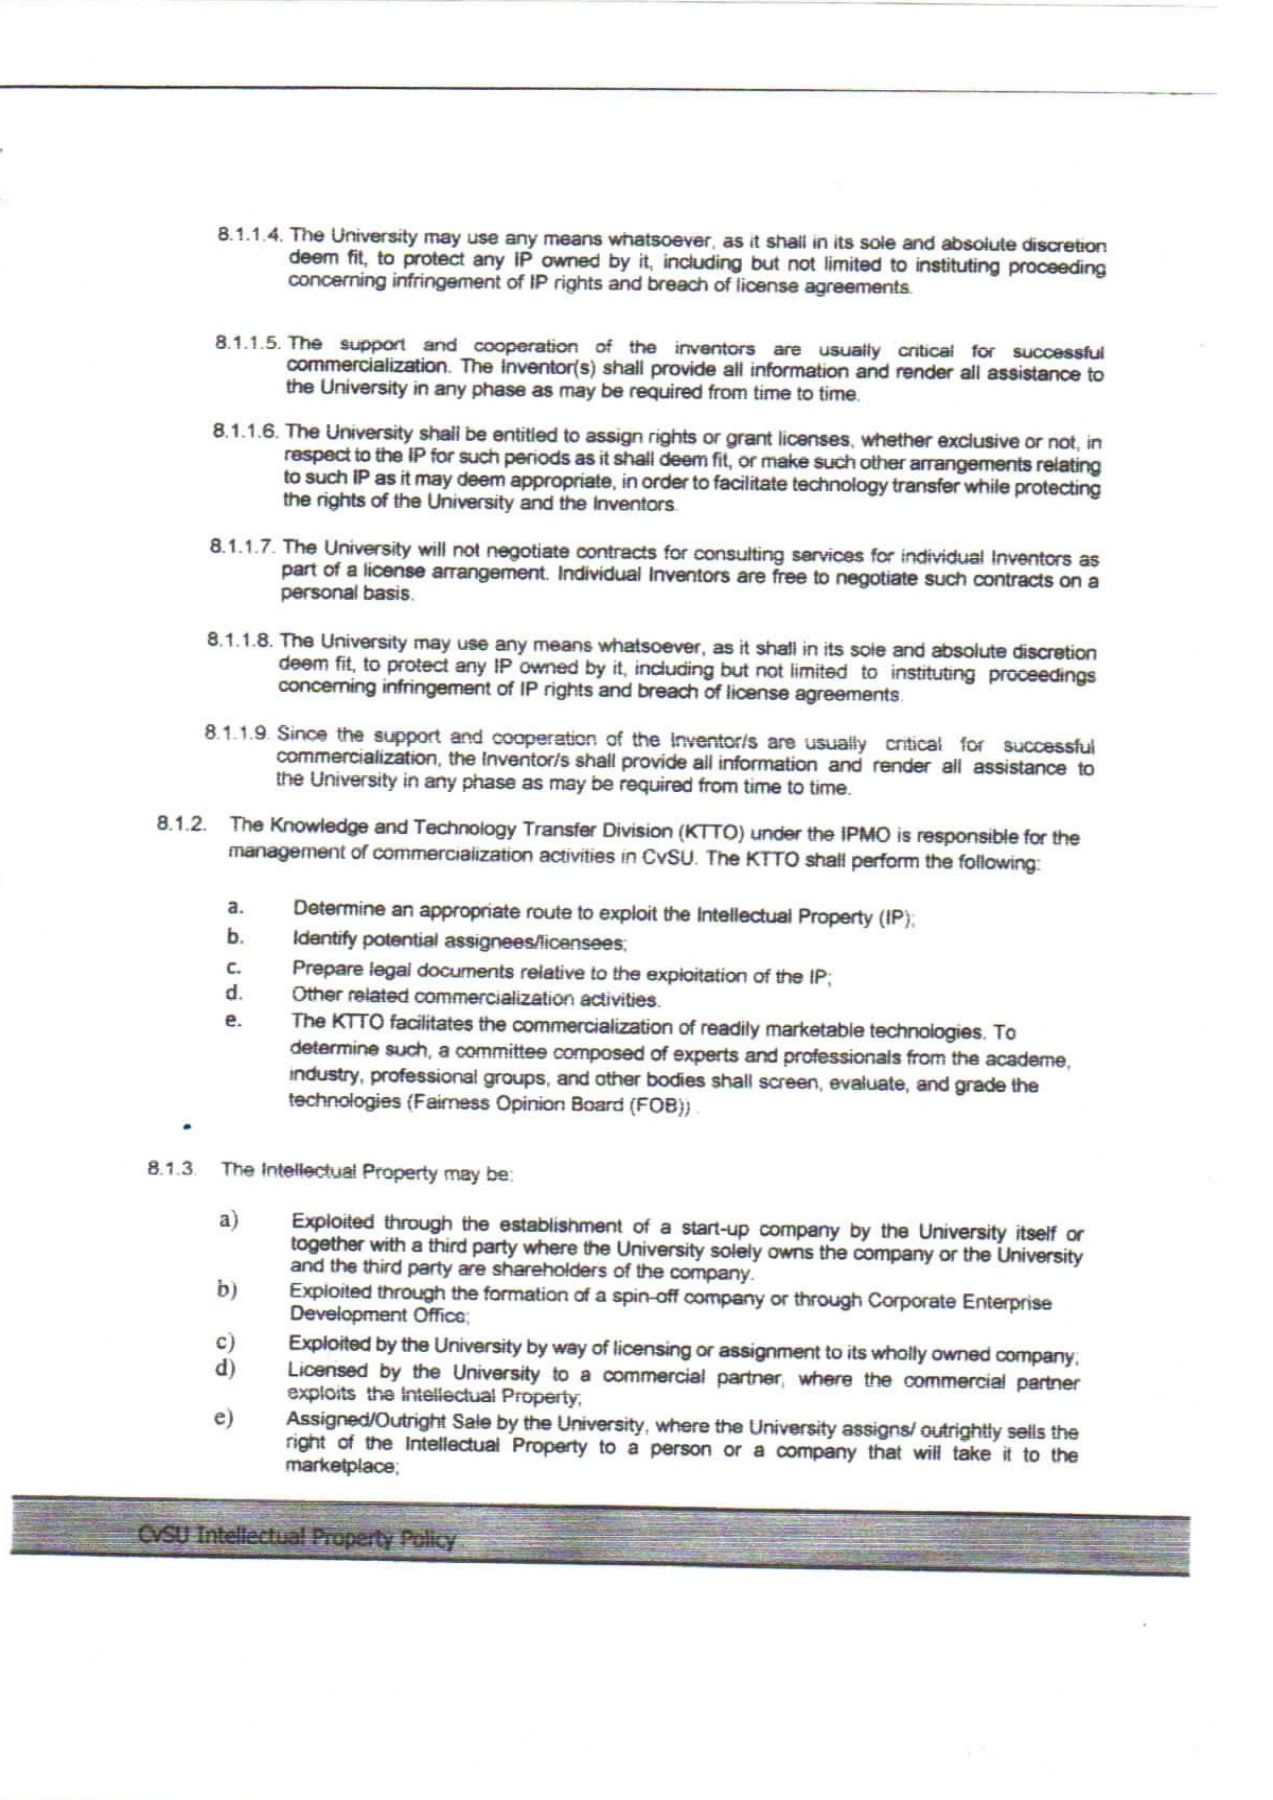 8.1.1.4. The University may use any means whatsoever, as it shall in its sole and absolute discretion
deem fit, to protect any IP owned by it, including but not limited to instituting proceeding
concerning infringement of IP rights and breach of license agreements.
8.1.1.5. The support and cooperation of the inventors are usually critical for successful
commercialization. The Inventor(s) shall provide all information and render all assistance to
the University in any phase as may be required from time to time.
8.1.1.6. The University shall be entitled to assign rights or grant licenses, whether exclusive or not, in
respect to the IP for such periods as it shall deem fit, or make such other arrangements relating
to such IP as it may deem appropriate, in order to facilitate technology transfer while protecting
the rights of the University and the Inventors.
8.1.1.7. The University will not negotiate contracts for consulting services for individual Inventors as
part of a license arrangement. Individual Inventors are free to negotiate such contracts on a
personal basis.
8.1.1.8. The University may use any means whatsoever, as it shall in its sole and absolute discretion
deem fit, to protect any IP owned by it, including but not limited to instituting proceedings
concerning infringement of IP rights and breach of license agreements.
8.1.1.9. Since the support and cooperation of the Inventor/s are usually critical for successful
commercialization, the Inventor/s shall provide all information and render all assistance to
the University in any phase as may be required from time to time.
8.1.2. The Knowledge and Technology Transfer Division (KTTO) under the IPMO is responsible for the
management of commercialization activities in CvSU. The KTTO shall perform the following:
a. Determine an appropriate route to exploit the Intellectual Property (IP);
b. Identify potential assignees/licensees;
c. Prepare legal documents relative to the exploitation of the IP;
d. Other related commercialization activities.
e. The KTTO facilitates the commercialization of readily marketable technologies. To
determine such, a committee composed of experts and professionals from the academe,
industry, professional groups, and other bodies shall screen, evaluate, and grade the
technologies (Fairness Opinion Board (FOB)).
8.1.3. The Intellectual Property may be:
a) Exploited through the establishment of a start-up company by the University itself or
together with a third party where the University solely owns the company or the University
and the third party are shareholders of the company.
b) Exploited through the formation of a spin-off company or through Corporate Enterprise
Development Office;
c) Exploited by the University by way of licensing or assignment to its wholly owned company;
d) Licensed by the University to a commercial partner, where the commercial partner
exploits the Intellectual Property;
e) Assigned/Outright Sale by the University, where the University assigns/ outrightly sells the
right of the Intellectual Property to a person or a company that will take it to the
marketplace;
CvSU Intellectual Property Policy